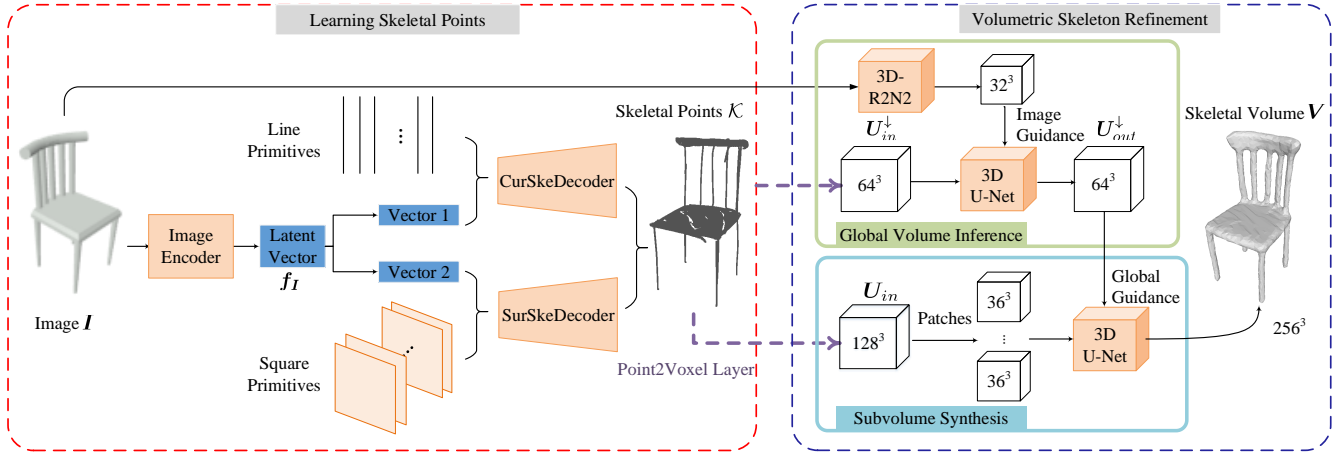 Learning Skeletal Points
Line
Primitives
...
Image
Encoder
Latent
Vector
f_I
Vector 1
Vector 2
Square
Primitives
...
Image I
CurSkeDecoder
SurSkeDecoder
Skeletal Points 𝒦
Point2Voxel Layer
Volumetric Skeleton Refinement
3D-
R2N2
32³
Image
Guidance
U↓in
64³
3D
U-Net
U↓out
64³
Global Volume Inference
Skeletal Volume V
256³
Uin
128³
Patches
36³
...
36³
Global
Guidance
3D
U-Net
Subvolume Synthesis